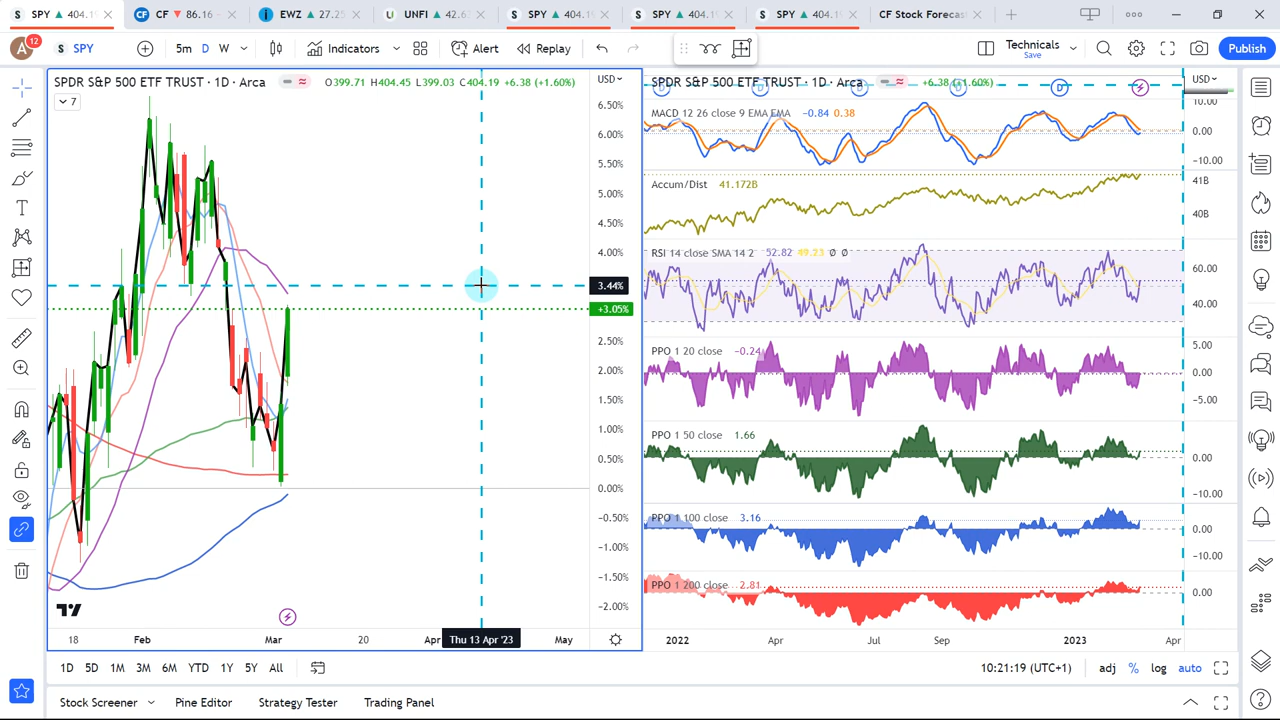 SPY ▲ 404.1
CF ▼ 86.16
EWZ ▲ 27.25
UNFI ▲ 42.6
SPY ▲ 404.1
SPY ▲ 404.1
SPY ▲ 404.1
CF Stock Forecas
A 12 SPY 5m D W Indicators Alert Replay Technicals Save Publish
SPDR S&P 500 ETF TRUST · 1D · Arca O399.71 H404.45 L399.03 C404.19 +6.38 (+1.60%) USD
7
6.50%
6.00%
5.50%
5.00%
4.50%
4.00%
3.44%
+3.05%
2.50%
2.00%
1.50%
1.00%
0.50%
0.00%
−0.50%
−1.00%
−1.50%
−2.00%
18 Feb Mar 20 Apr Thu 13 Apr '23 May
SPDR S&P 500 ETF TRUST · 1D · Arca +6.38 (+1.60%) USD
D D D D D
MACD 12 26 close 9 EMA EMA −0.84 0.38
10.00
0.00
−10.00
Accum/Dist 41.172B
41B
40B
RSI 14 close SMA 14 2 52.82 49.23 Ø Ø
60.00
40.00
PPO 1 20 close −0.24
5.00
0.00
−5.00
PPO 1 50 close 1.66
0.00
−10.00
PPO 1 100 close 3.16
0.00
−10.00
PPO 1 200 close 2.81
0.00
2022 Apr Jul Sep 2023 Apr
1D 5D 1M 3M 6M YTD 1Y 5Y All
10:21:19 (UTC+1) adj % log auto
Stock Screener Pine Editor Strategy Tester Trading Panel